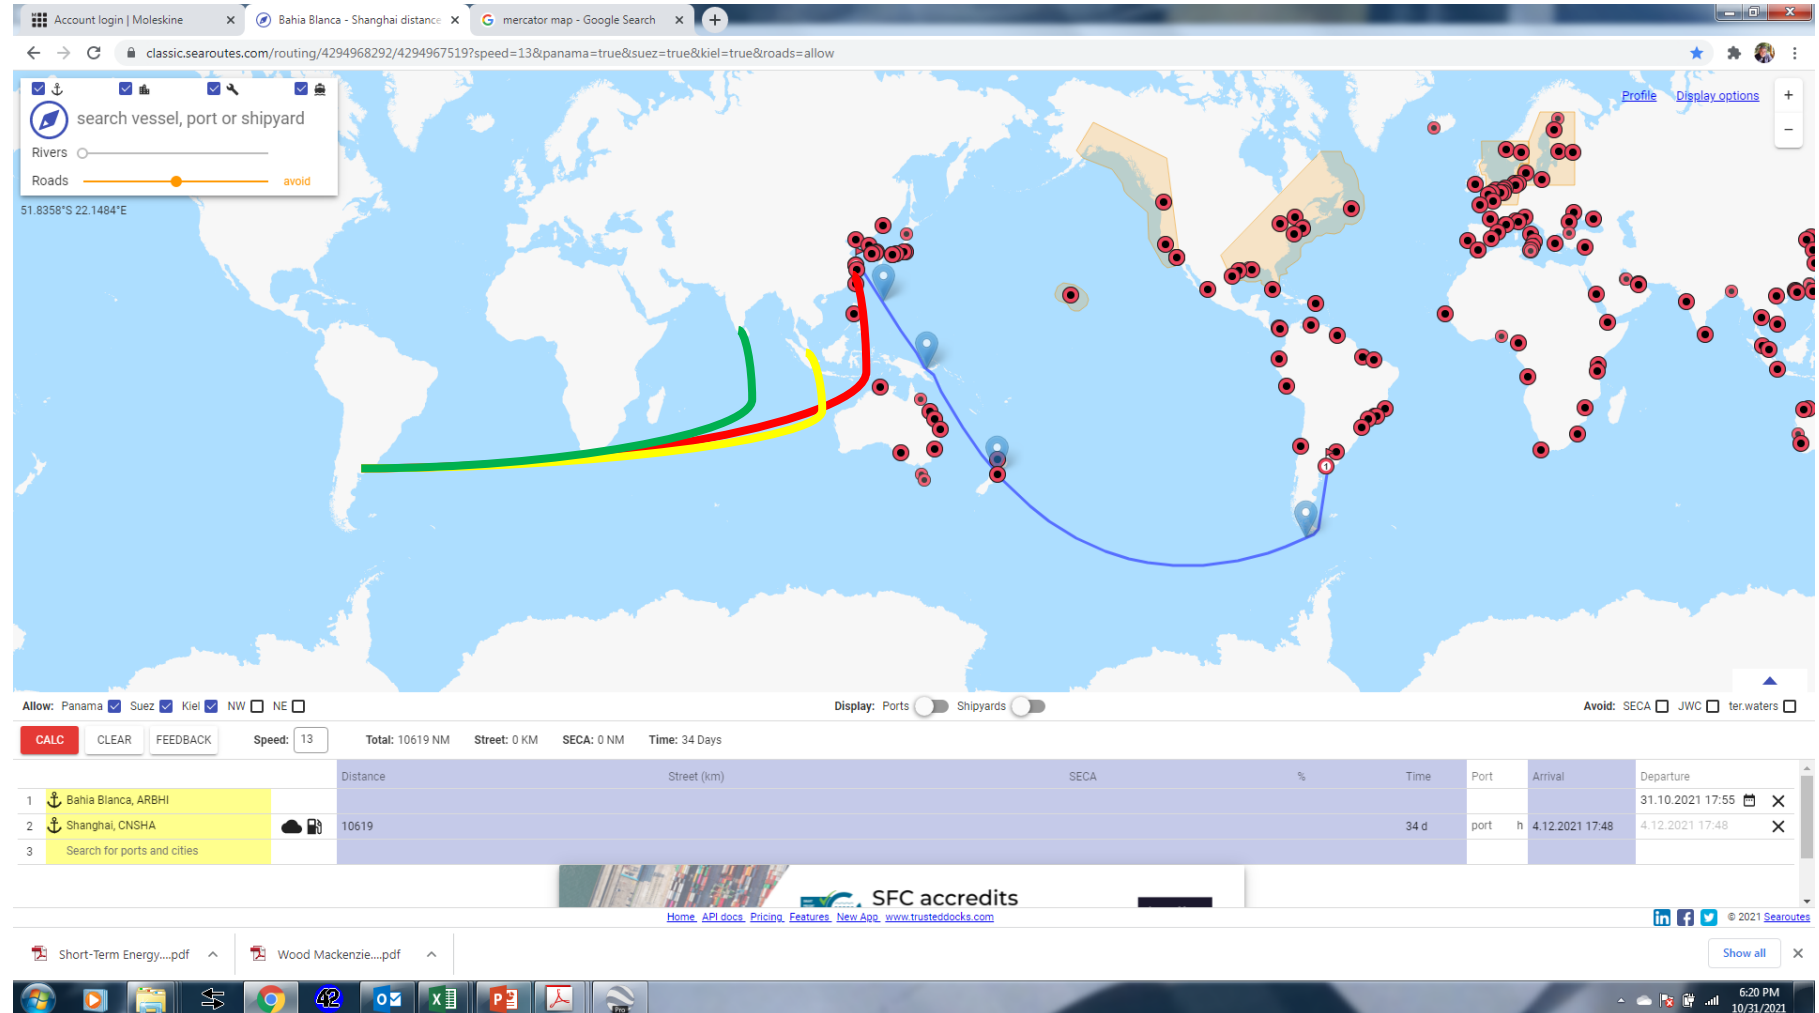 Account login | Moleskine
Bahia Blanca - Shanghai distance
mercator map - Google Search
classic.searoutes.com/routing/4294968292/4294967519?speed=13&panama=true&suez=true&kiel=true&roads=allow
search vessel, port or shipyard
Rivers
Roads avoid
51.8358°S 22.1484°E
Profile Display options + −
1
Allow: Panama Suez Kiel NW NE Display: Ports Shipyards Avoid: SECA JWC ter.waters
CALC CLEAR FEEDBACK Speed: 13 Total: 10619 NM Street: 0 KM SECA: 0 NM Time: 34 Days
Distance Street (km) SECA % Time Port Arrival Departure
1 Bahia Blanca, ARBHI 31.10.2021 17:55
2 Shanghai, CNSHA 10619 34 d port h 4.12.2021 17:48 4.12.2021 17:48
3 Search for ports and cities
SFC accredits
Home API docs Pricing Features New App www.trusteddocks.com © 2021 Searoutes
Short-Term Energy....pdf Wood Mackenzie....pdf Show all
42
Pro
6:20 PM
10/31/2021